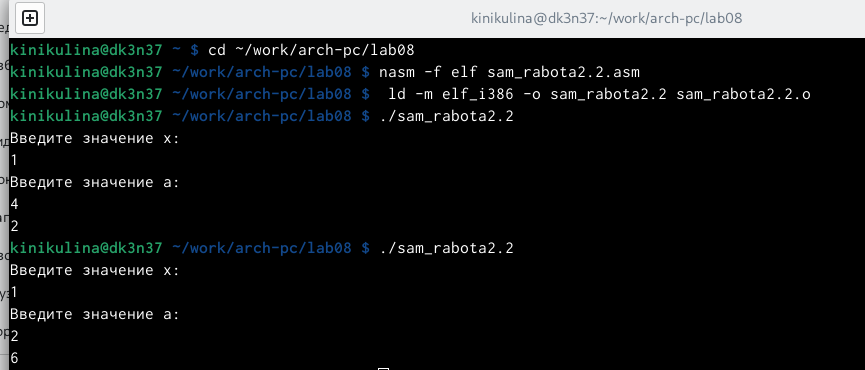 kinikulina@dk3n37:~/work/arch-pc/lab08
kinikulina@dk3n37 ~ $ cd ~/work/arch-pc/lab08
kinikulina@dk3n37 ~/work/arch-pc/lab08 $ nasm -f elf sam_rabota2.2.asm
kinikulina@dk3n37 ~/work/arch-pc/lab08 $  ld -m elf_i386 -o sam_rabota2.2 sam_rabota2.2.o
kinikulina@dk3n37 ~/work/arch-pc/lab08 $ ./sam_rabota2.2
Введите значение x:
1
Введите значение a:
4
2
kinikulina@dk3n37 ~/work/arch-pc/lab08 $ ./sam_rabota2.2
Введите значение x:
1
Введите значение a:
2
6